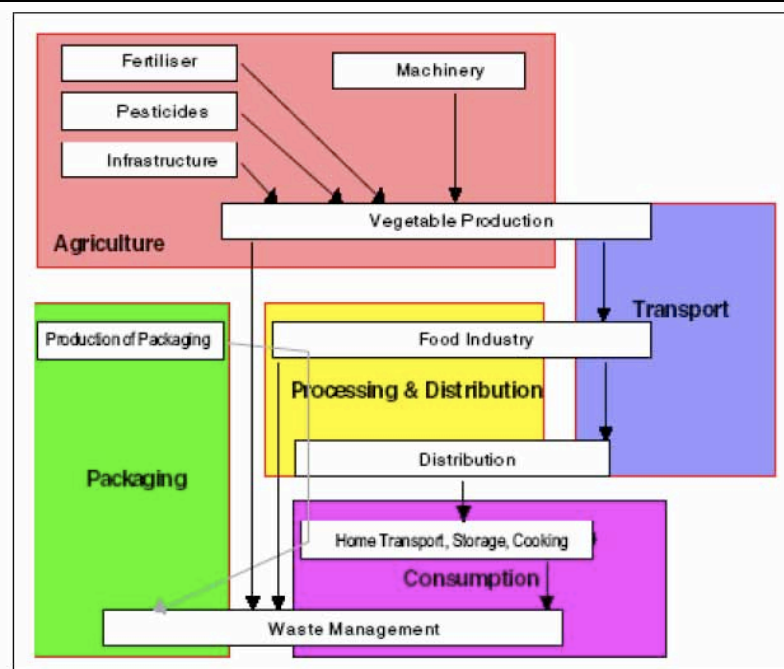 Fertiliser
Machinery
Pesticides
Infrastructure
Vegetable Production
Agriculture
Transport
Production of Packaging
Food Industry
Processing & Distribution
Distribution
Packaging
Home Transport, Storage, Cooking
Consumption
Waste Management